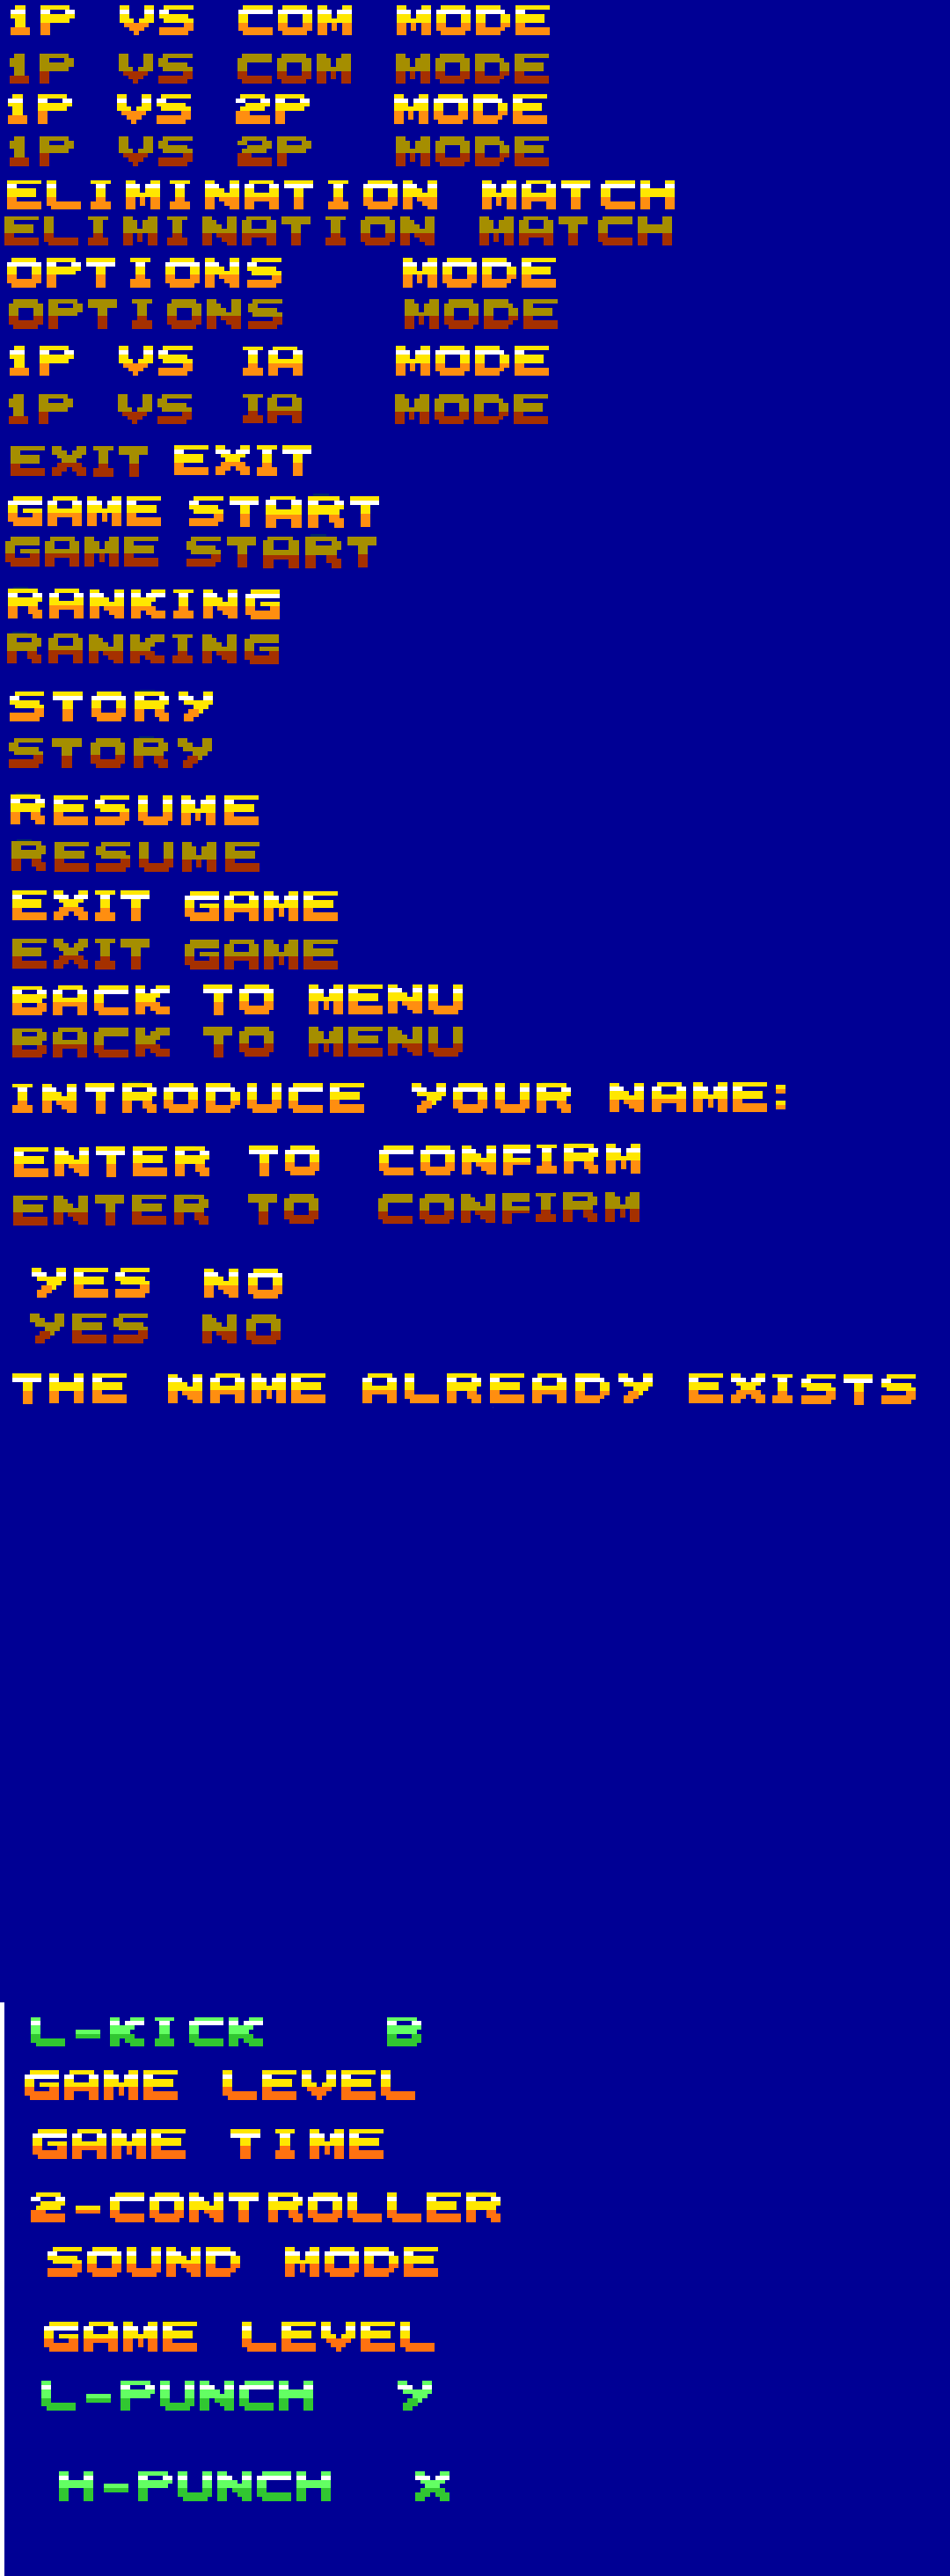 1P VS COM MODE
1P VS COM MODE
1P VS 2P MODE
1P VS 2P MODE
ELIMINATION MATCH
ELIMINATION MATCH
OPTIONS MODE
OPTIONS MODE
1P VS IA MODE
1P VS IA MODE
EXIT EXIT
GAME START
GAME START
RANKING
RANKING
STORY
STORY
RESUME
RESUME
EXIT GAME
EXIT GAME
BACK TO MENU
BACK TO MENU
INTRODUCE YOUR NAME:
ENTER TO CONFIRM
ENTER TO CONFIRM
YES NO
YES NO
THE NAME ALREADY EXISTS
L-KICK B
GAME LEVEL
GAME TIME
2-CONTROLLER
SOUND MODE
GAME LEVEL
L-PUNCH Y
H-PUNCH X